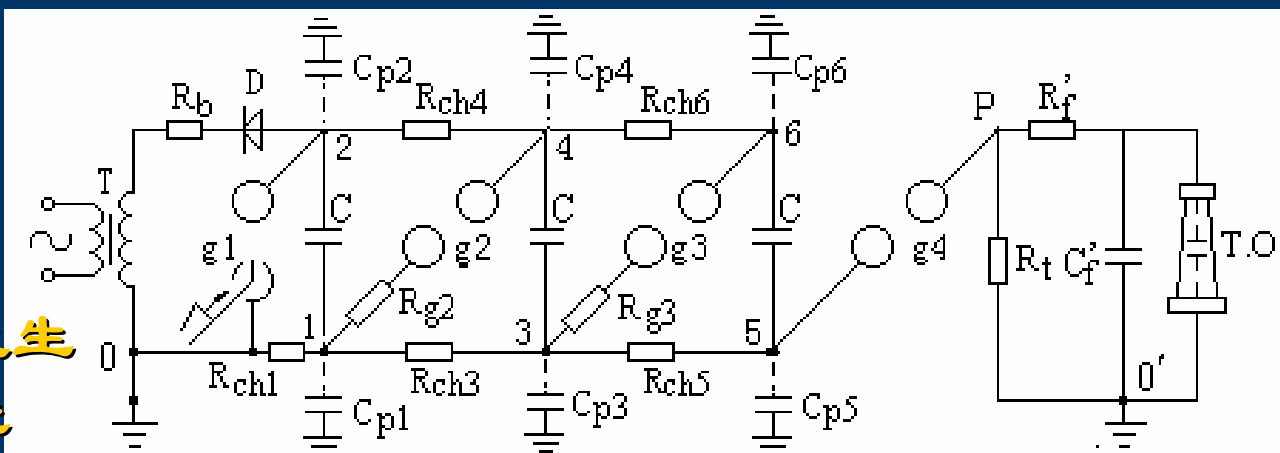 Cp2
Cp4
Cp6
Rb
D
Rch4
Rch6
P
R'f
2
4
6
T
C
C
C
g1
g2
g3
g4
Rt
C'f
T.O
Rg2
Rg3
生
0
1
3
5
0'
Rch1
Rch3
Rch5
Cp1
Cp3
Cp5